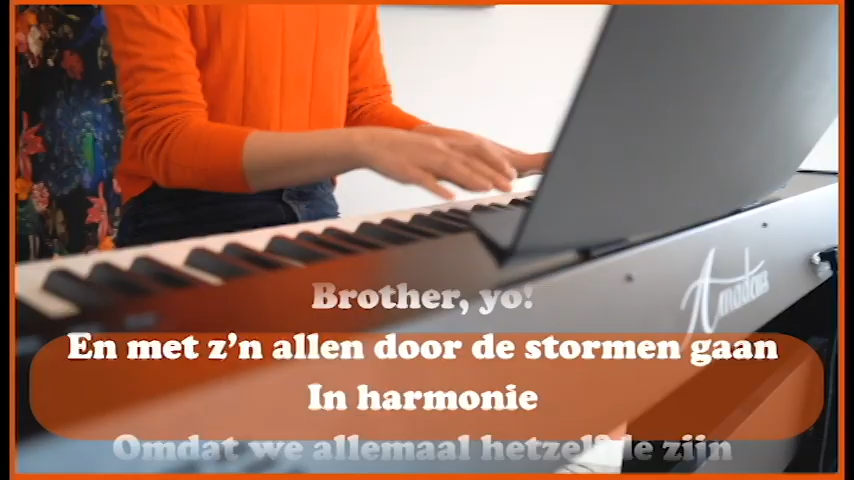 Amadeus
Brother, yo!
En met z’n allen door de stormen gaan
In harmonie
Omdat we allemaal hetzelfde zijn